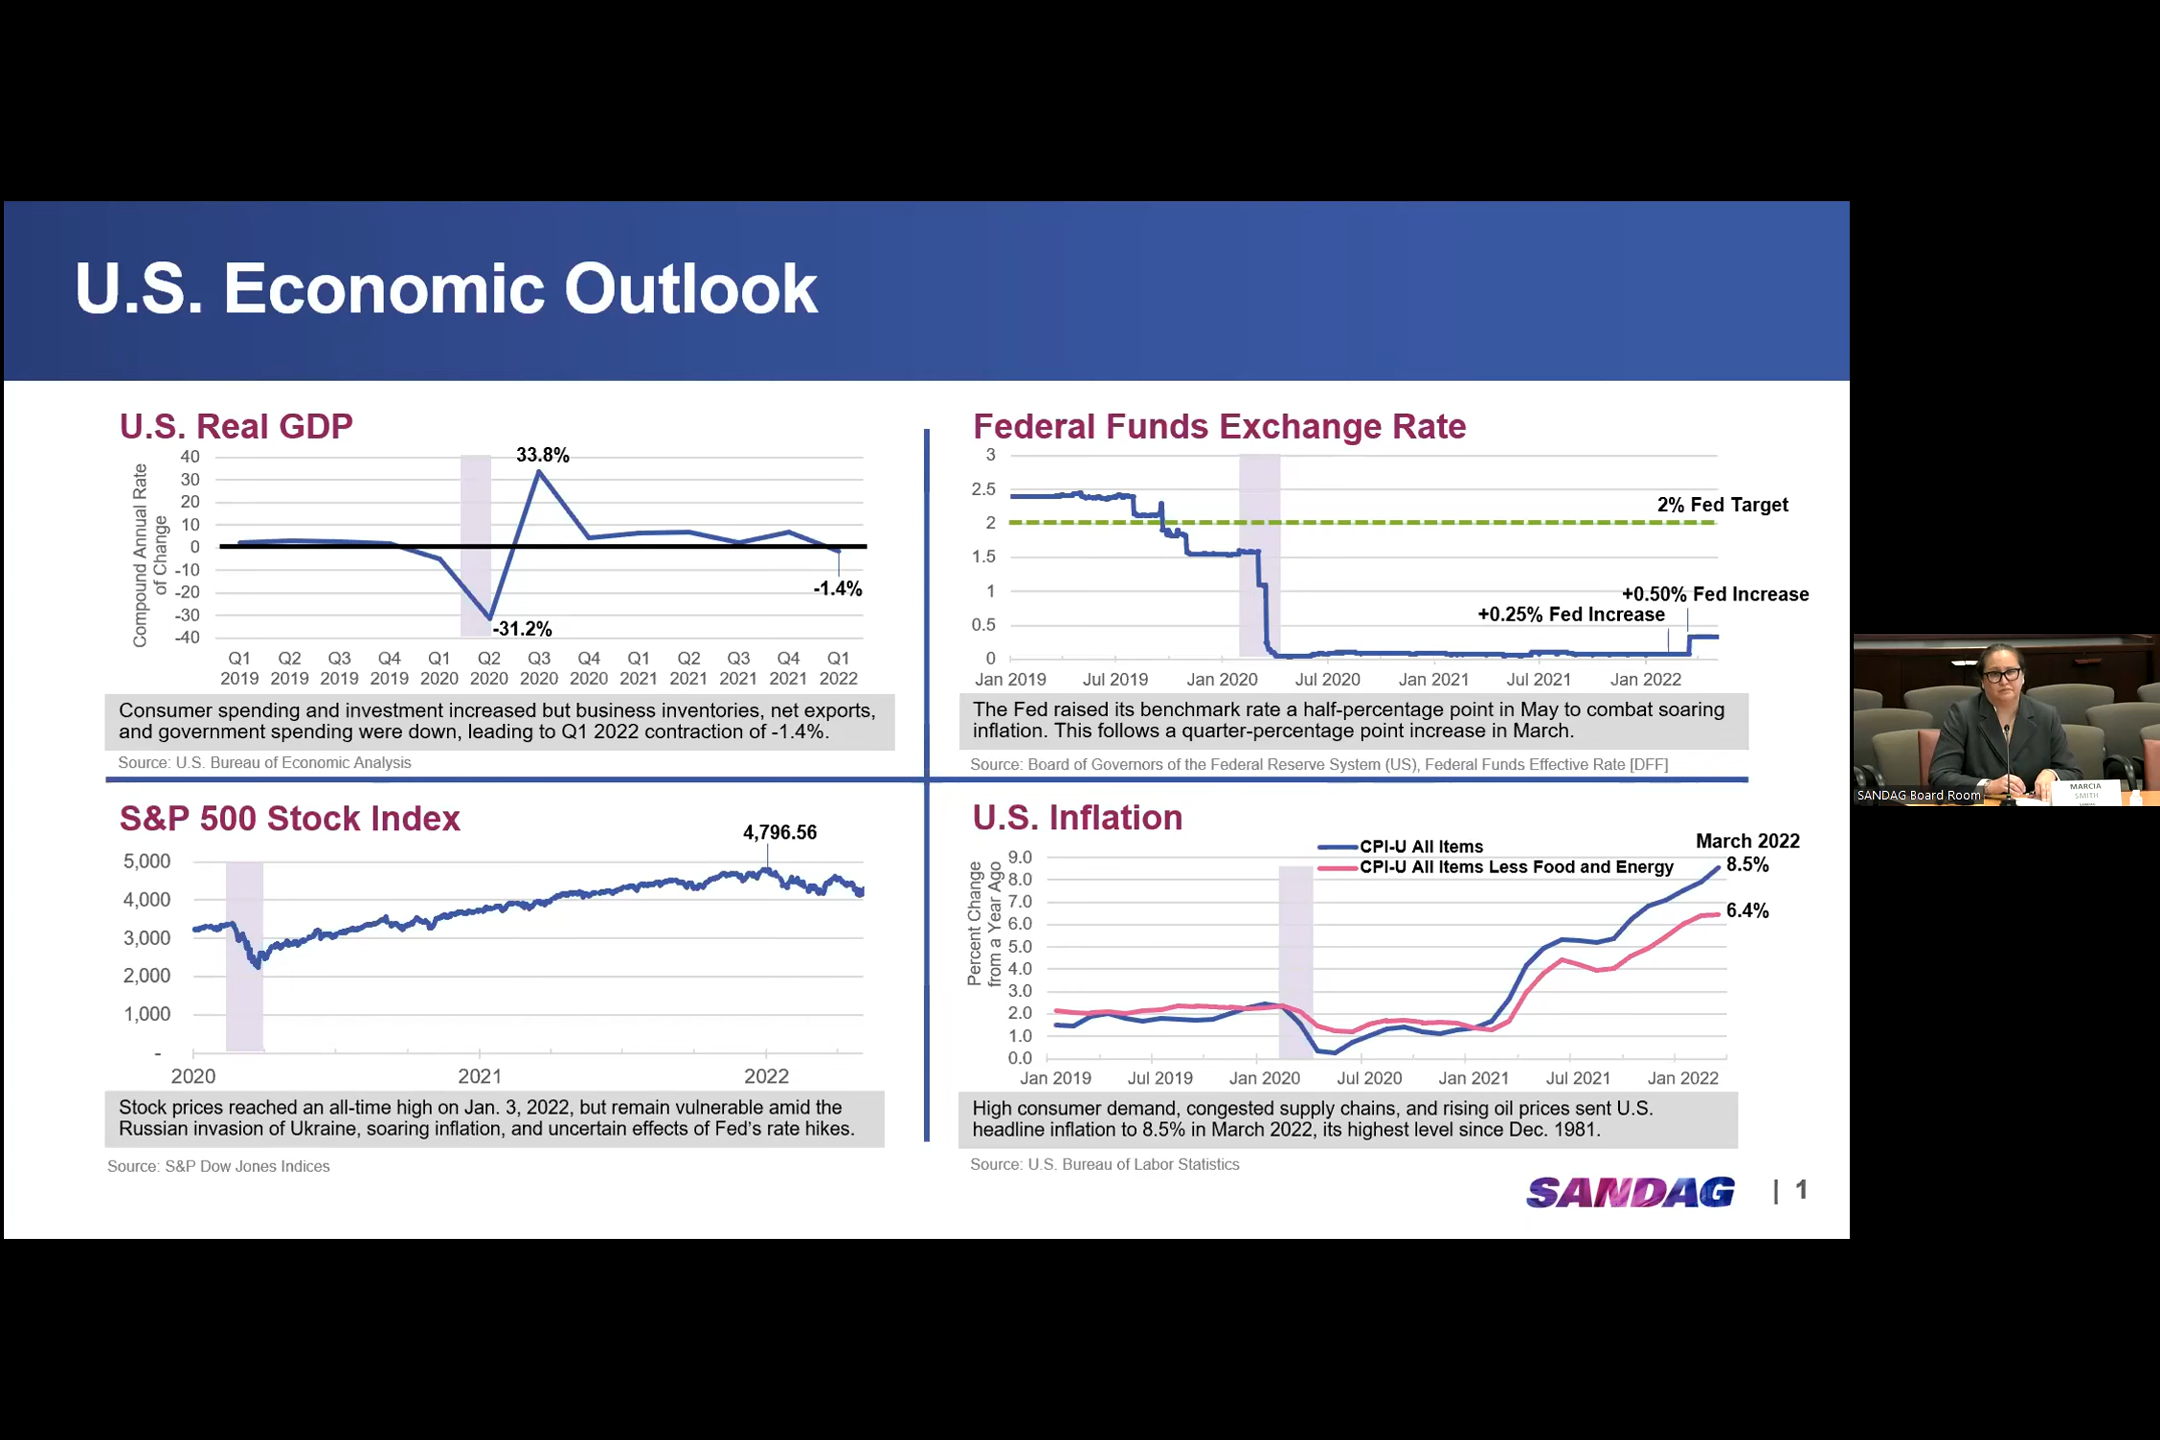 U.S. Economic Outlook
U.S. Real GDP
Compound Annual Rate
of Change
40
30
20
10
0
-10
-20
-30
-40
33.8%
-31.2%
-1.4%
Q1 Q2 Q3 Q4 Q1 Q2 Q3 Q4 Q1 Q2 Q3 Q4 Q1
2019 2019 2019 2019 2020 2020 2020 2020 2021 2021 2021 2021 2022
Consumer spending and investment increased but business inventories, net exports,
and government spending were down, leading to Q1 2022 contraction of -1.4%.
Source: U.S. Bureau of Economic Analysis
Federal Funds Exchange Rate
3
2.5
2
1.5
1
0.5
0
2% Fed Target
+0.50% Fed Increase
+0.25% Fed Increase
Jan 2019 Jul 2019 Jan 2020 Jul 2020 Jan 2021 Jul 2021 Jan 2022
The Fed raised its benchmark rate a half-percentage point in May to combat soaring
inflation. This follows a quarter-percentage point increase in March.
Source: Board of Governors of the Federal Reserve System (US), Federal Funds Effective Rate [DFF]
S&P 500 Stock Index
4,796.56
5,000
4,000
3,000
2,000
1,000
-
2020 2021 2022
Stock prices reached an all-time high on Jan. 3, 2022, but remain vulnerable amid the
Russian invasion of Ukraine, soaring inflation, and uncertain effects of Fed's rate hikes.
Source: S&P Dow Jones Indices
U.S. Inflation
Percent Change
from a Year Ago
CPI-U All Items
CPI-U All Items Less Food and Energy
March 2022
8.5%
6.4%
9.0
8.0
7.0
6.0
5.0
4.0
3.0
2.0
1.0
0.0
Jan 2019 Jul 2019 Jan 2020 Jul 2020 Jan 2021 Jul 2021 Jan 2022
High consumer demand, congested supply chains, and rising oil prices sent U.S.
headline inflation to 8.5% in March 2022, its highest level since Dec. 1981.
Source: U.S. Bureau of Labor Statistics
SANDAG | 1
MARCIA
SMITH
SANDAG Board Room